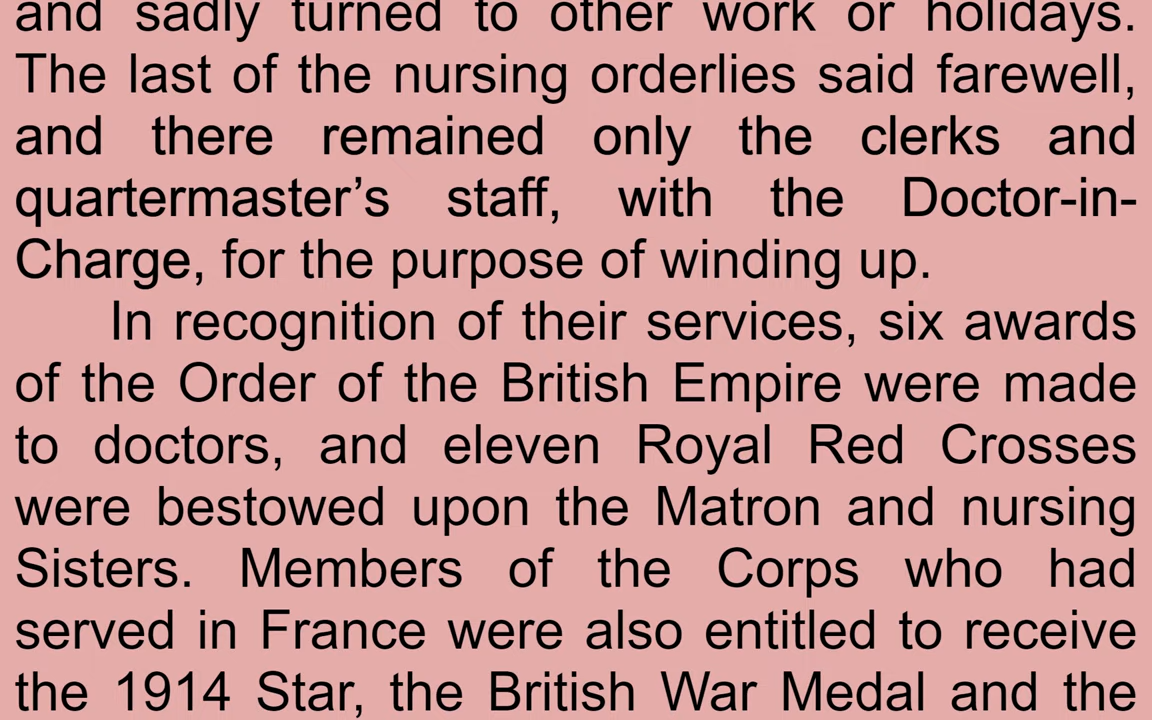 and sadly turned to other work or holidays.
The last of the nursing orderlies said farewell,
and there remained only the clerks and
quartermaster’s staff, with the Doctor-in-
Charge, for the purpose of winding up.
In recognition of their services, six awards
of the Order of the British Empire were made
to doctors, and eleven Royal Red Crosses
were bestowed upon the Matron and nursing
Sisters. Members of the Corps who had
served in France were also entitled to receive
the 1914 Star, the British War Medal and the